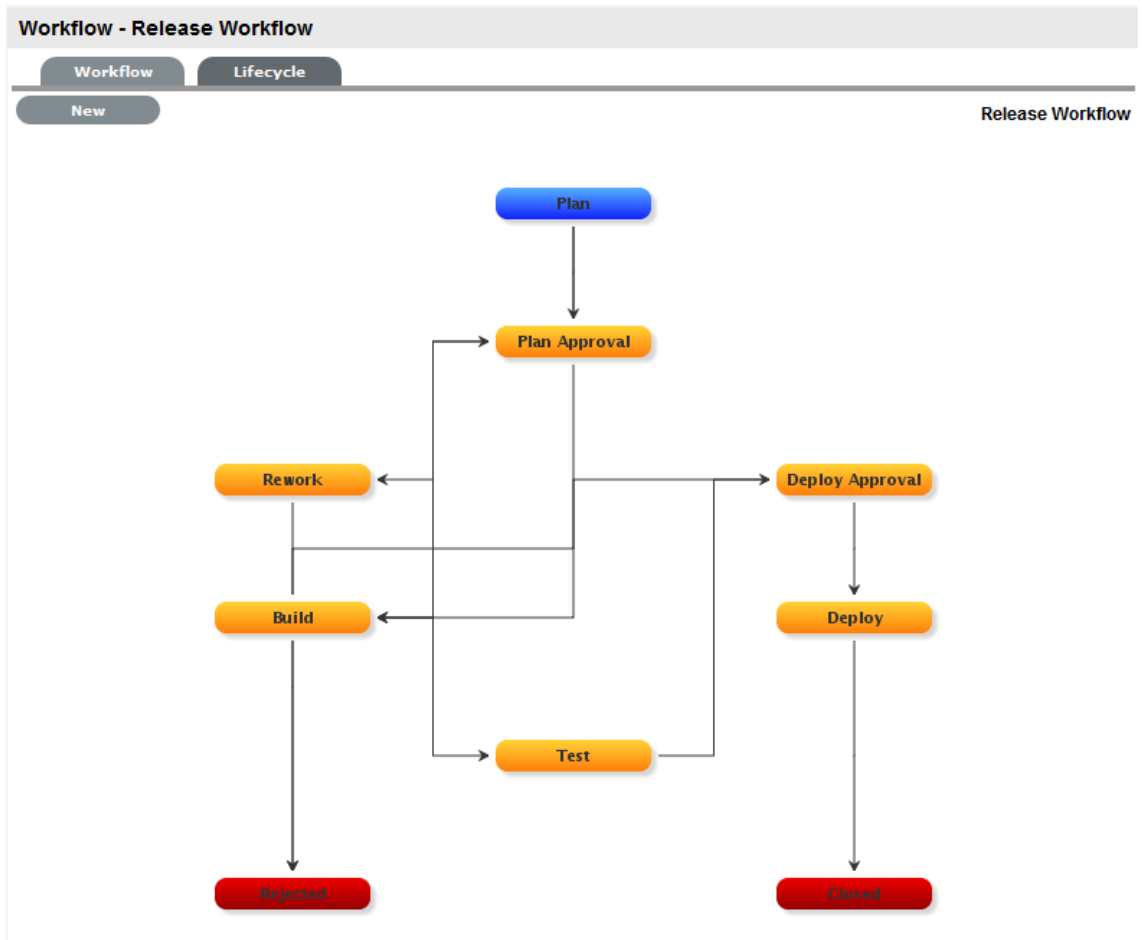 Workflow - Release Workflow
Workflow
Lifecycle
New
Release Workflow
Plan
Plan Approval
Rework
Deploy Approval
Build
Deploy
Test
Rejected
Closed